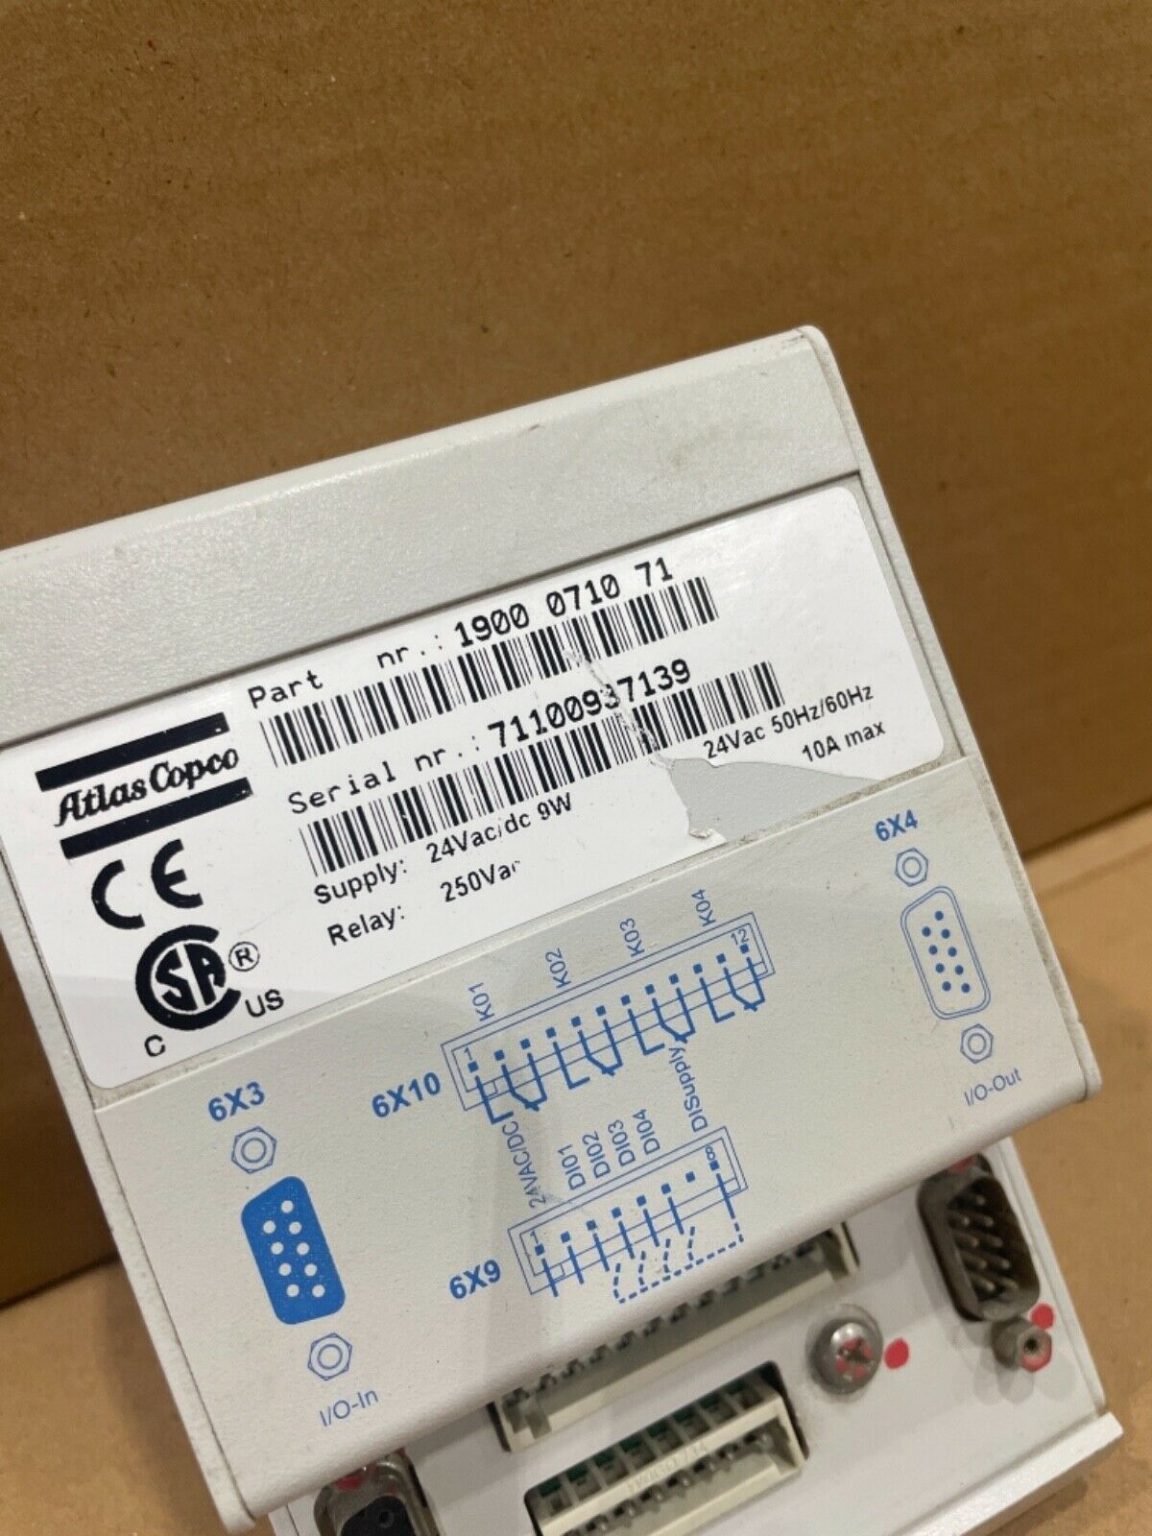 Part nr.: 1900 0710 71
Serial nr.: 71100937139
Atlas Copco
CE
Supply: 24Vac/dc 9W
24Vac 50Hz/60Hz
Relay: 250Vac
10A max
CSA ®
C US
6X4
I/O-Out
K01 K02 K03 K04
1 12
6X10
6X3
I/O-In
24VAC/DC DI01 DI02 DI03 DI04 DISupply
1 8
6X9